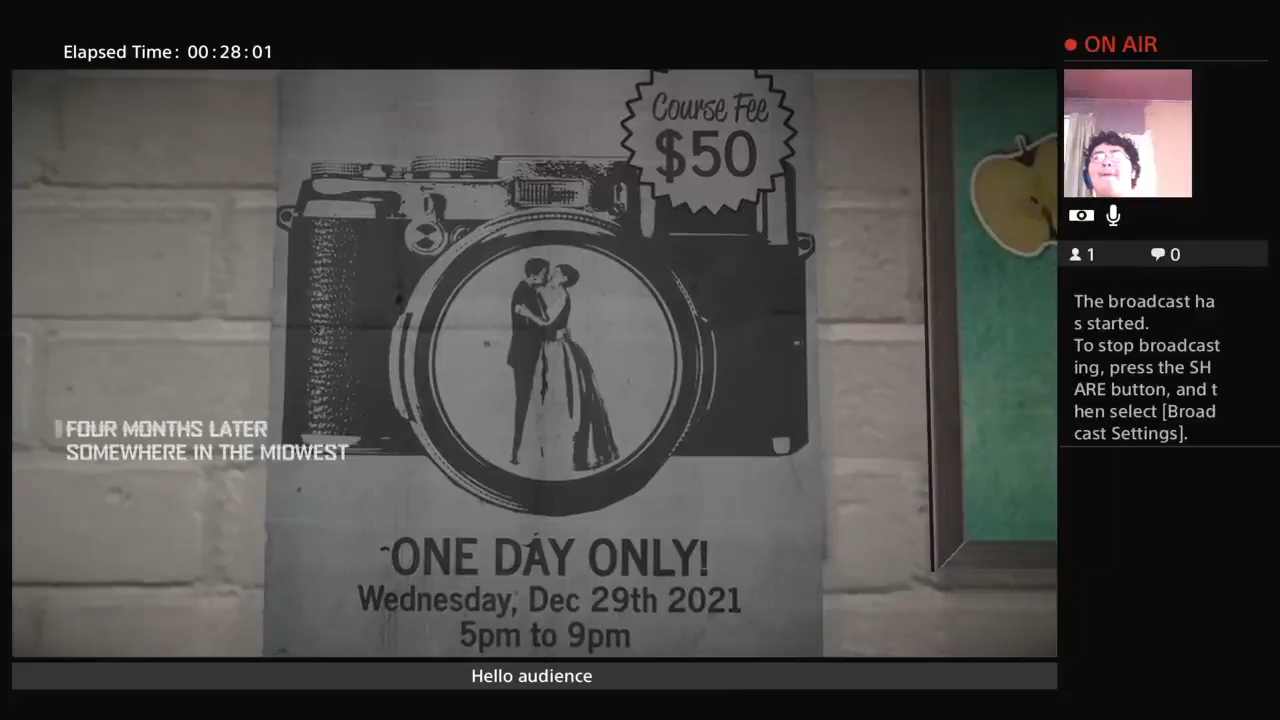 Elapsed Time: 00:28:01
ON AIR
Course Fee
$50
1
0
The broadcast ha
s started.
To stop broadcast
ing, press the SH
ARE button, and t
hen select [Broad
cast Settings].
FOUR MONTHS LATER
SOMEWHERE IN THE MIDWEST
ONE DAY ONLY!
Wednesday, Dec 29th 2021
5pm to 9pm
Hello audience